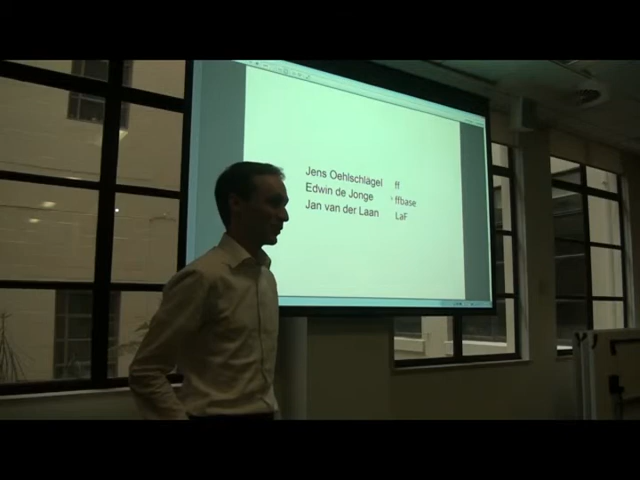 Jens Oehlschlägel ff
Edwin de Jonge ffbase
Jan van der Laan LaF